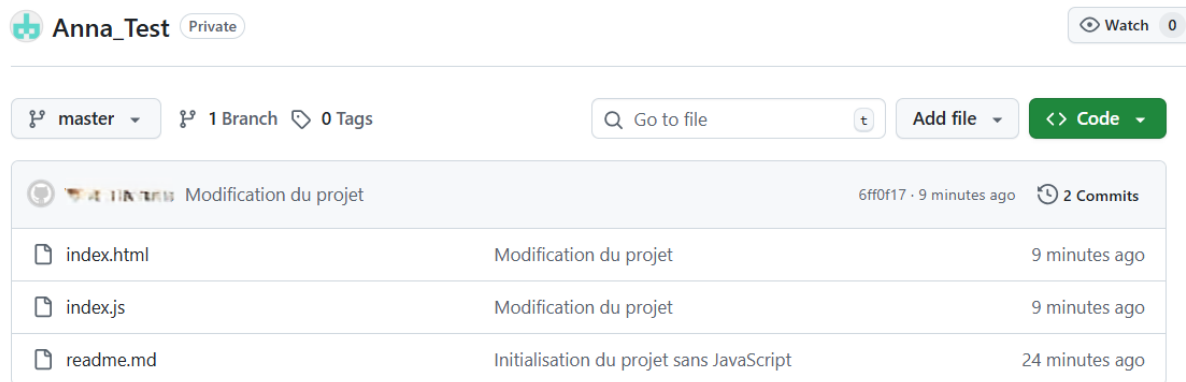 Anna_Test Private Watch 0
master 1 Branch 0 Tags Go to file t Add file <> Code
Modification du projet 6ff0f17 · 9 minutes ago 2 Commits
index.html Modification du projet 9 minutes ago
index.js Modification du projet 9 minutes ago
readme.md Initialisation du projet sans JavaScript 24 minutes ago